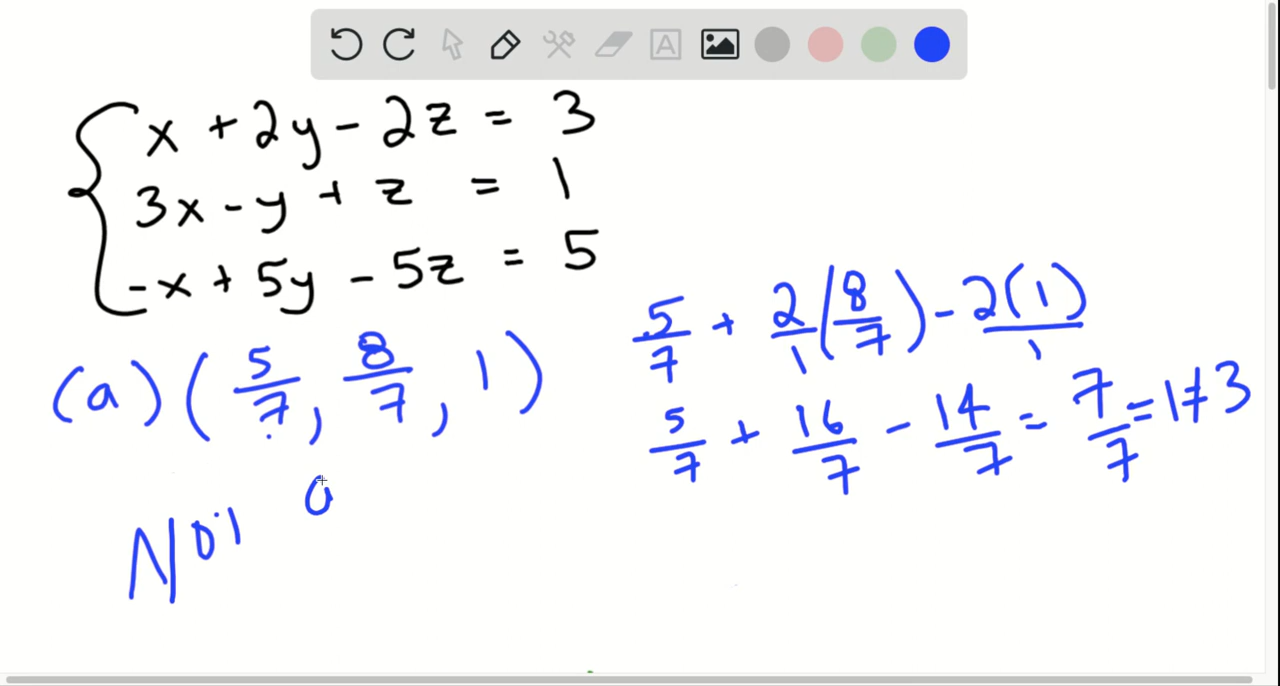 x + 2y - 2z = 3
3x - y + z = 1
-x + 5y - 5z = 5
(a) (5/7, 8/7, 1)
5/7 + 2/1(8/7) - 2(1)/1
5/7 + 16/7 - 14/7 = 7/7 = 1 ≠ 3
Not a